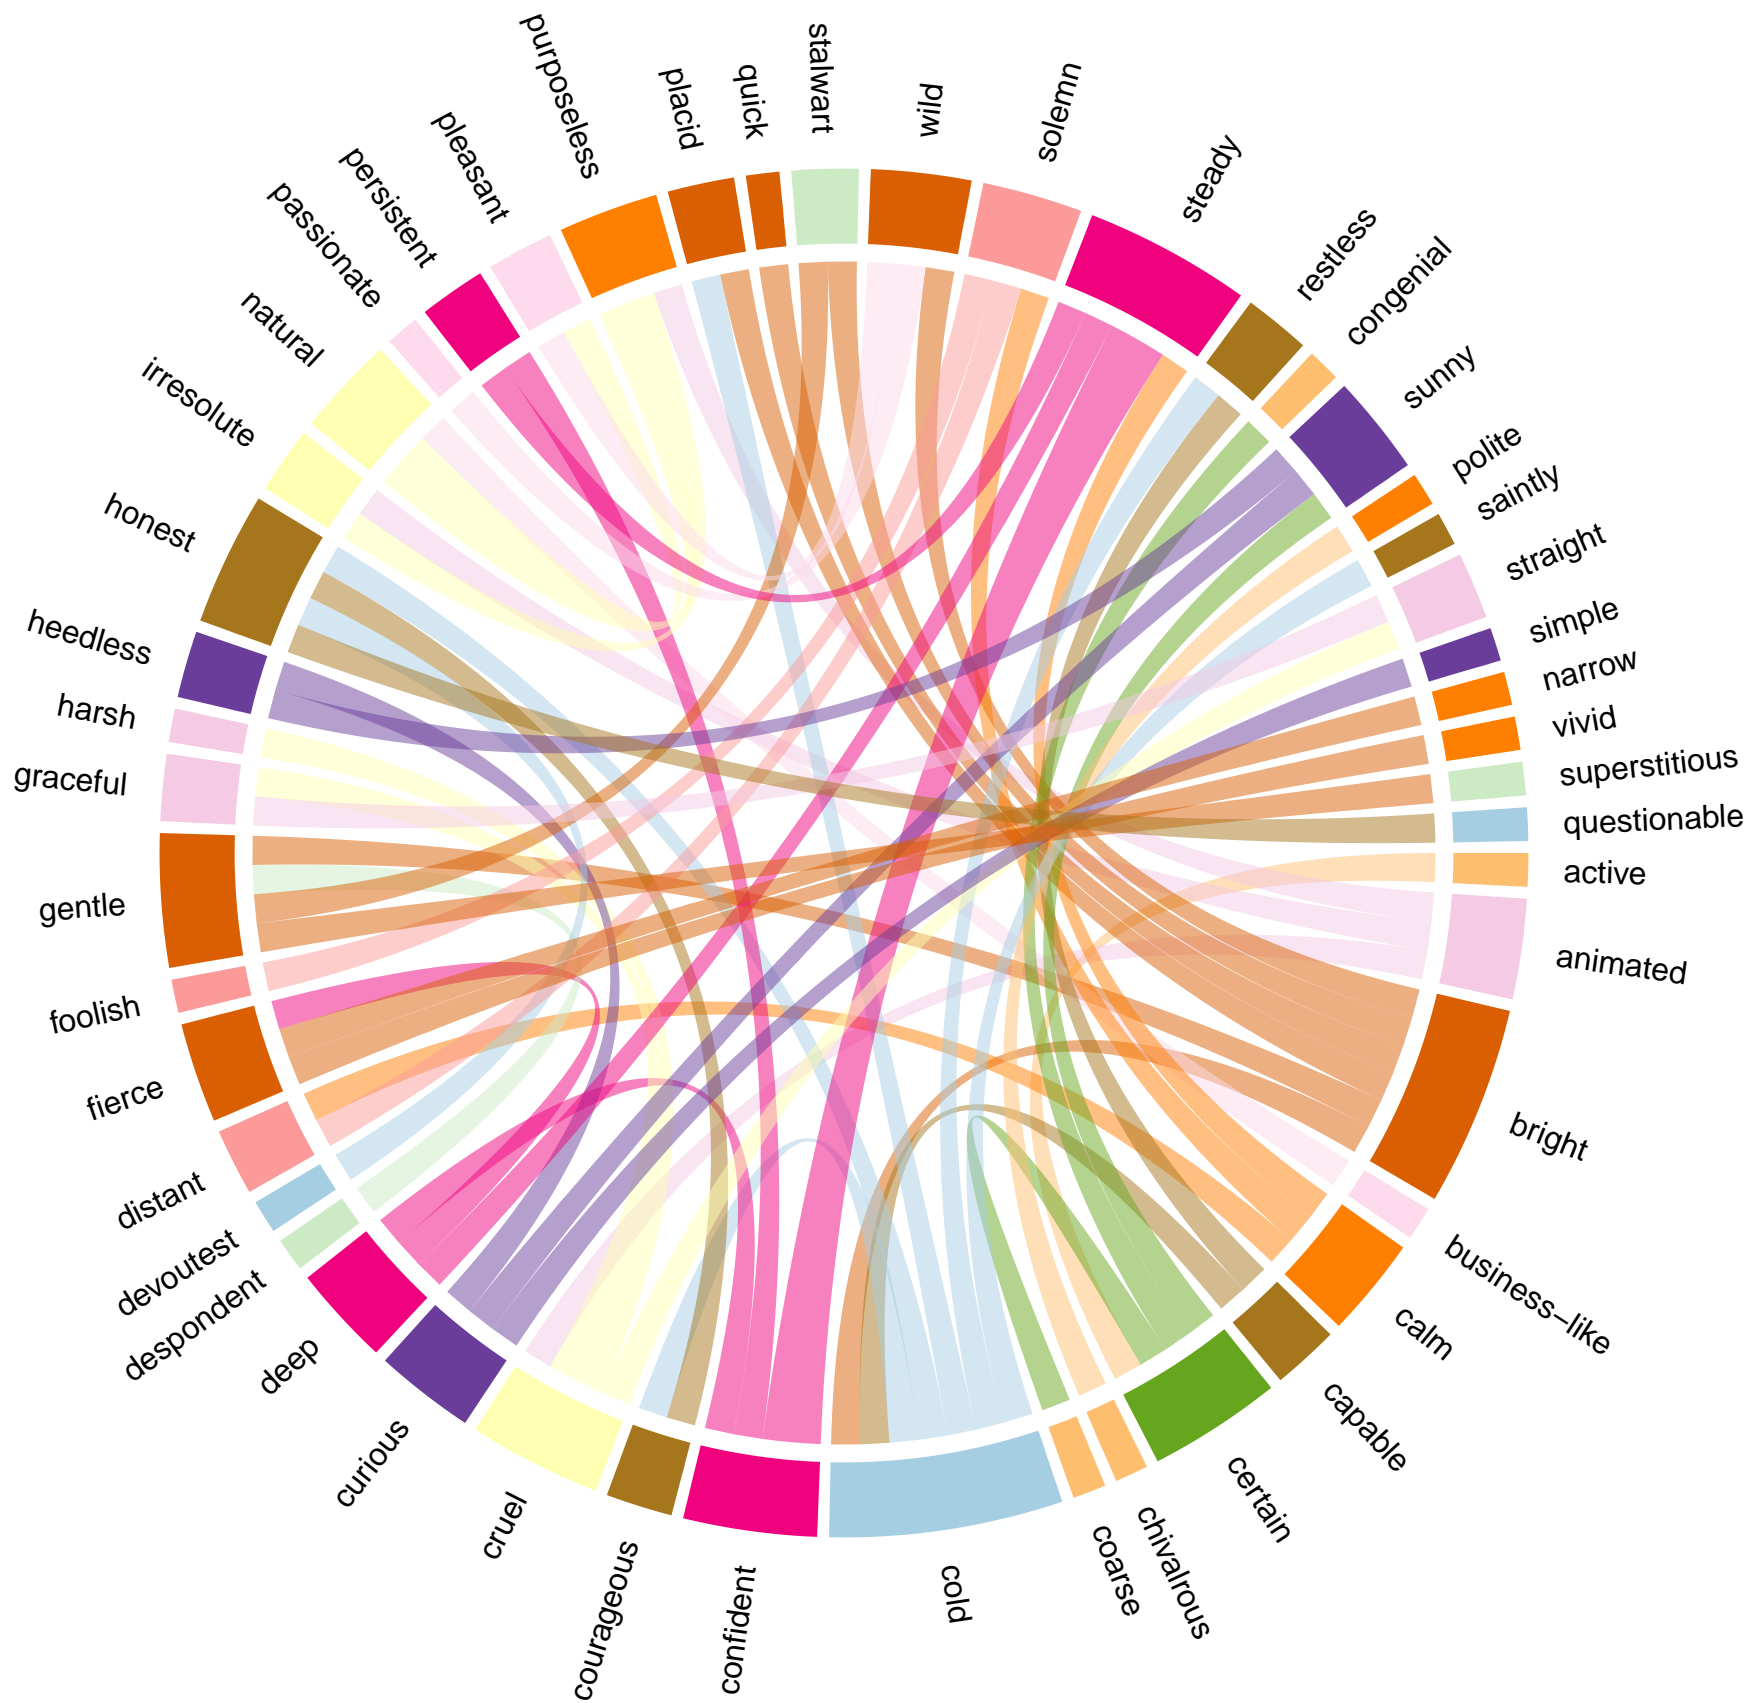 stalwart
wild
solemn
steady
restless
congenial
sunny
polite
saintly
straight
simple
narrow
vivid
superstitious
questionable
active
animated
bright
business–like
calm
capable
certain
chivalrous
coarse
cold
confident
courageous
cruel
curious
deep
despondent
devoutest
distant
fierce
foolish
gentle
graceful
harsh
heedless
honest
irresolute
natural
passionate
persistent
pleasant
purposeless
placid
quick